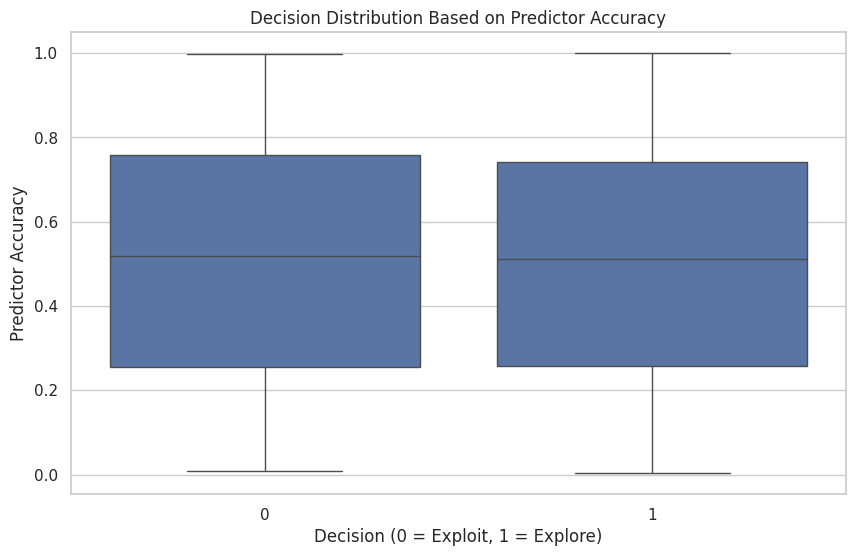 Decision Distribution Based on Predictor Accuracy
1.0
0.8
0.6
0.4
0.2
0.0
Predictor Accuracy
0
1
Decision (0 = Exploit, 1 = Explore)